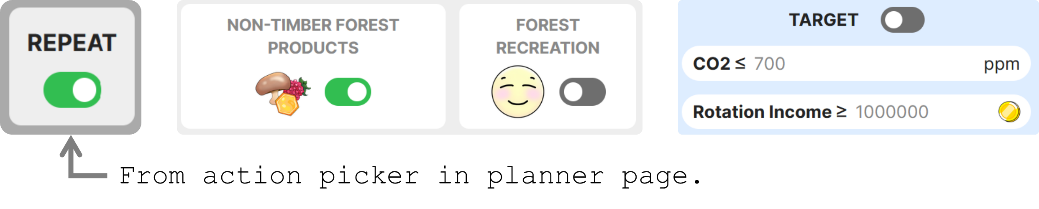 REPEAT
NON-TIMBER FOREST
PRODUCTS
FOREST
RECREATION
TARGET
CO2 ≤ 700 ppm
Rotation Income ≥ 1000000
From action picker in planner page.